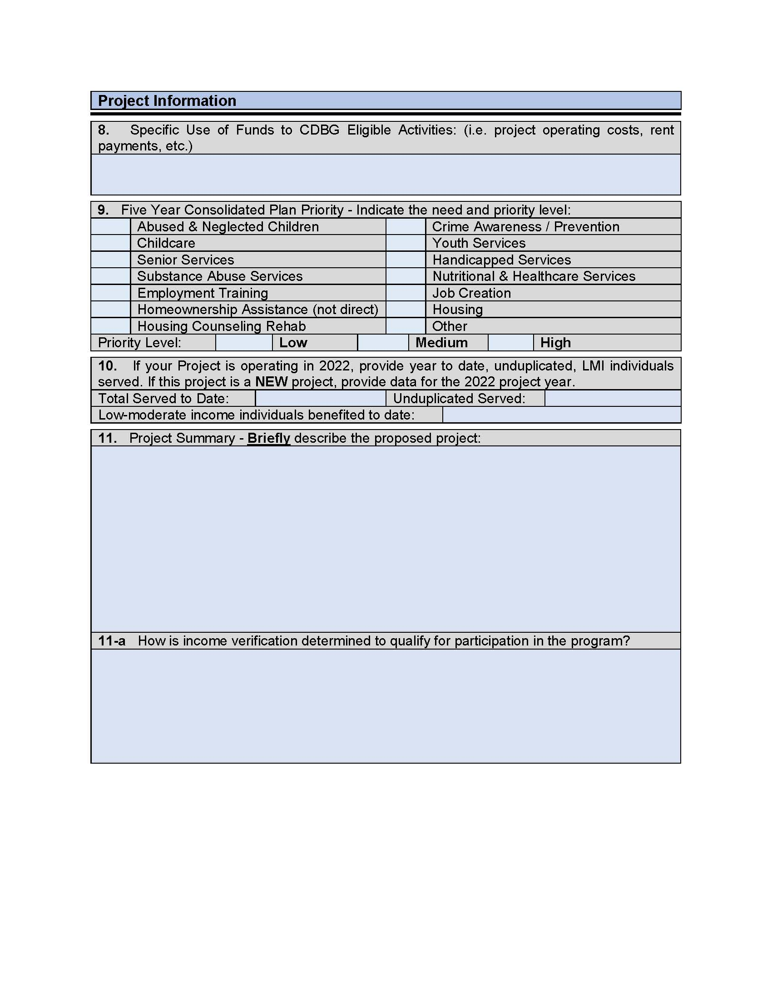 Project Information
8. Specific Use of Funds to CDBG Eligible Activities: (i.e. project operating costs, rent
payments, etc.)
9. Five Year Consolidated Plan Priority - Indicate the need and priority level:
Abused & Neglected Children Crime Awareness / Prevention
Childcare Youth Services
Senior Services Handicapped Services
Substance Abuse Services Nutritional & Healthcare Services
Employment Training Job Creation
Homeownership Assistance (not direct) Housing
Housing Counseling Rehab Other
Priority Level: Low Medium High
10. If your Project is operating in 2022, provide year to date, unduplicated, LMI individuals
served. If this project is a NEW project, provide data for the 2022 project year.
Total Served to Date: Unduplicated Served:
Low-moderate income individuals benefited to date:
11. Project Summary - Briefly describe the proposed project:
11-a How is income verification determined to qualify for participation in the program?